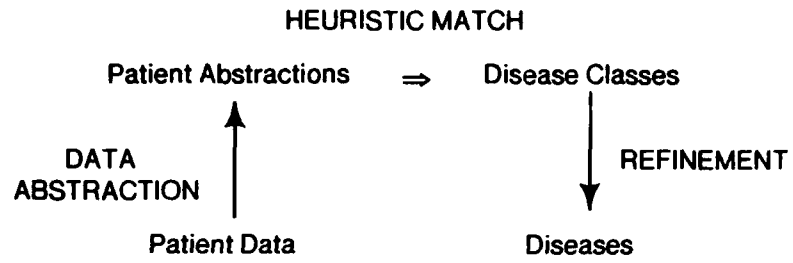 HEURISTIC MATCH
Patient Abstractions ⇒ Disease Classes
DATA
ABSTRACTION
REFINEMENT
Patient Data
Diseases